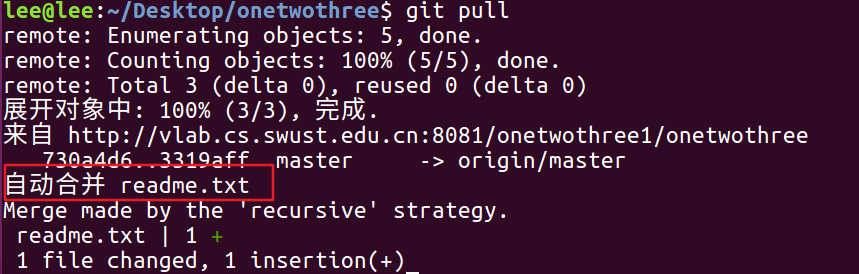 lee@lee:~/Desktop/onetwothree$ git pull
remote: Enumerating objects: 5, done.
remote: Counting objects: 100% (5/5), done.
remote: Total 3 (delta 0), reused 0 (delta 0)
展开对象中: 100% (3/3), 完成.
来自 http://vlab.cs.swust.edu.cn:8081/onetwothree1/onetwothree
   730a4d6..3319aff  master     -> origin/master
自动合并 readme.txt
Merge made by the 'recursive' strategy.
 readme.txt | 1 +
 1 file changed, 1 insertion(+)